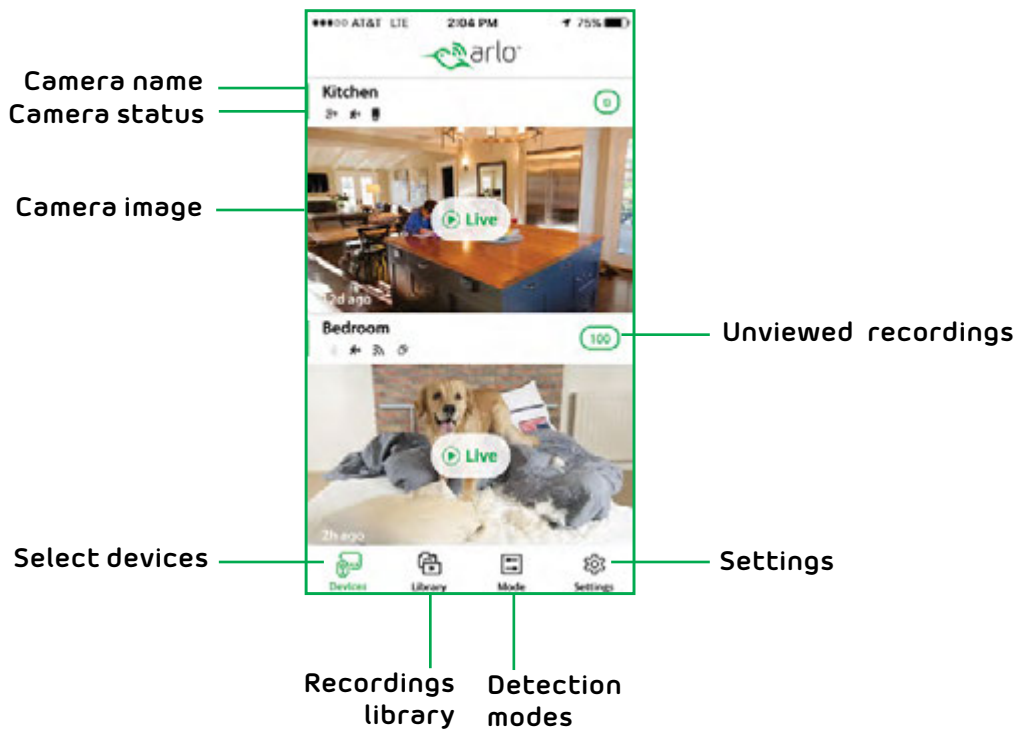 AT&T LTE 2:04 PM 75%
arlo
Camera name
Kitchen
0
Camera status
Camera image
Live
12d ago
Bedroom
100
Unviewed recordings
Live
2h ago
Select devices
Devices
Library
Mode
Settings
Settings
Recordings
library
Detection
modes